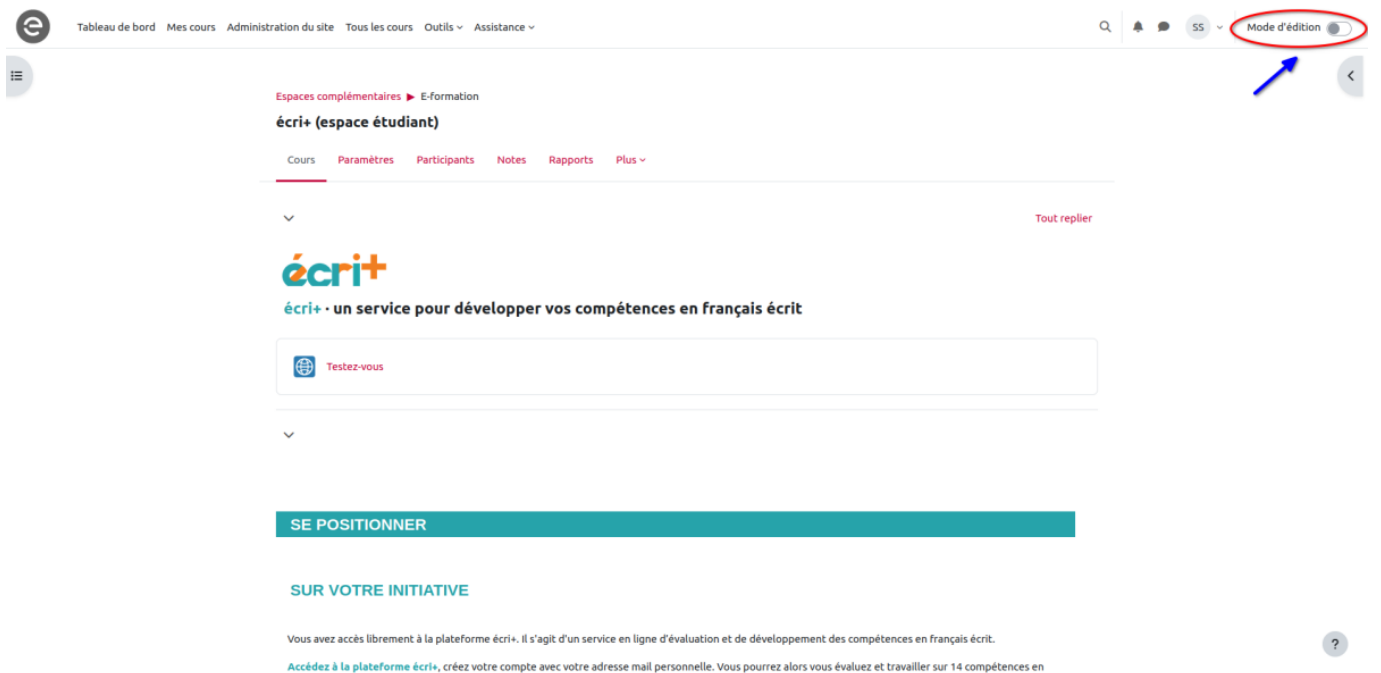 e
Tableau de bord Mes cours Administration du site Tous les cours Outils Assistance SS Mode d'édition
Espaces complémentaires ▶ E-formation
écri+ (espace étudiant)
Cours Paramètres Participants Notes Rapports Plus
Tout replier
écri+
écri+ · un service pour développer vos compétences en français écrit
Testez-vous
SE POSITIONNER
SUR VOTRE INITIATIVE
Vous avez accès librement à la plateforme écri+. Il s'agit d'un service en ligne d'évaluation et de développement des compétences en français écrit.
?
Accédez à la plateforme écri+, créez votre compte avec votre adresse mail personnelle. Vous pourrez alors vous évaluez et travailler sur 14 compétences en